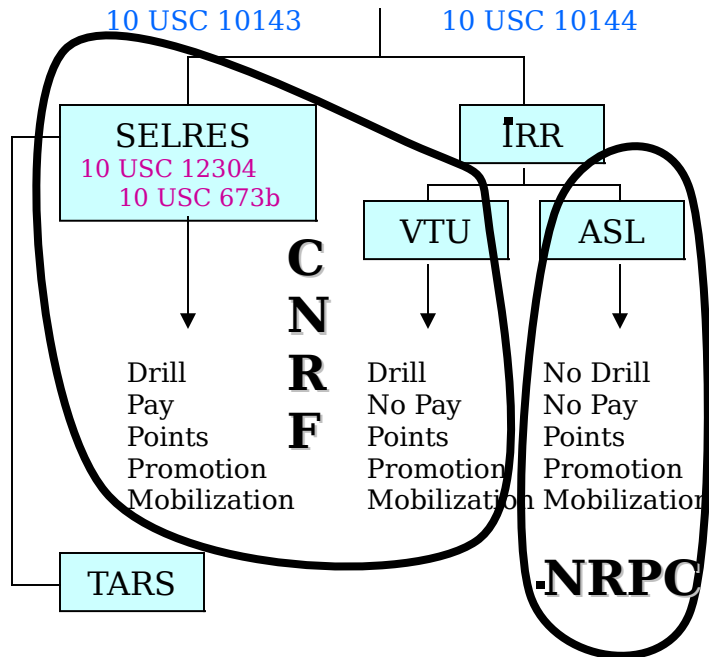 10 USC 10143
10 USC 10144
SELRES
10 USC 12304
10 USC 673b
IRR
VTU
ASL
C
N
R
F
Drill
Pay
Points
Promotion
Mobilization
Drill
No Pay
Points
Promotion
Mobilization
No Drill
No Pay
Points
Promotion
Mobilization
TARS
NRPC